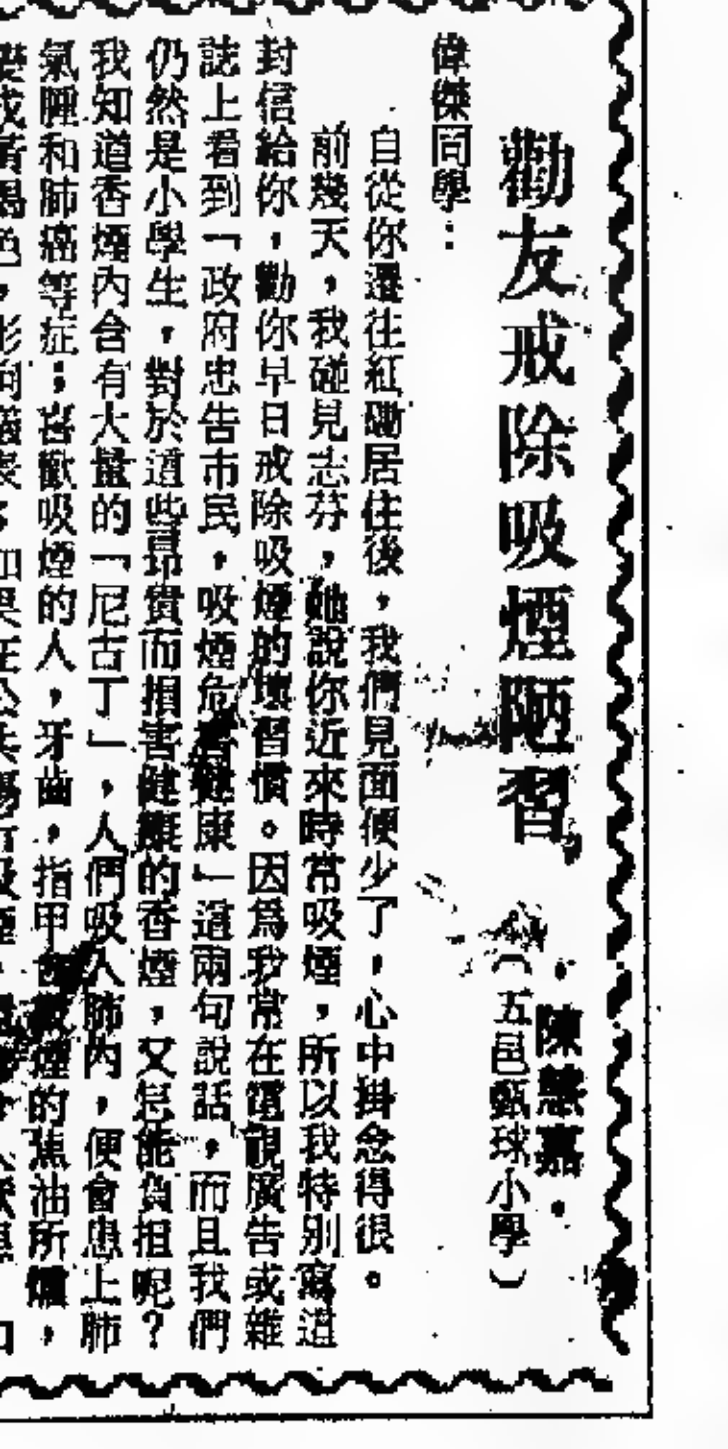 勸友戒除吸煙陋習
·陳慧嘉·
（五邑甄球小學）
偉傑同學：
自從你遷往紅磡居住後，我們見面便少了，心中掛念得很。
前幾天，我碰見志芬，她說你近來時常吸煙，所以我特別寫這
封信給你，勸你早日戒除吸煙的壞習慣。因為我常在電視廣告或雜
誌上看到「政府忠告市民，吸煙危害健康」這兩句說話，而且我們
仍然是小學生，對於這些昂貴而損害健康的香煙，又怎能負担呢？
我知道香煙內含有大量的「尼古丁」，人們吸入肺內，便會患上肺
氣腫和肺癌等症；喜歡吸煙的人，牙齒，指甲會被煙的焦油所燻，